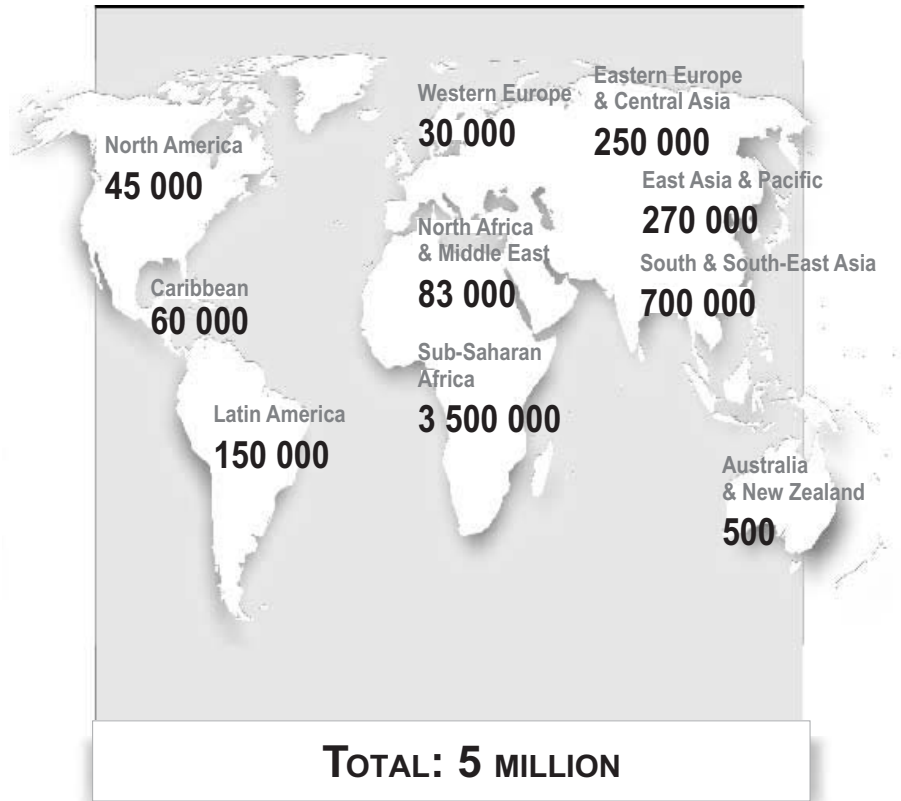 Western Europe
30 000
Eastern Europe
& Central Asia
250 000
North America
45 000
East Asia & Pacific
270 000
North Africa
& Middle East
83 000
South & South-East Asia
700 000
Caribbean
60 000
Sub-Saharan
Africa
3 500 000
Latin America
150 000
Australia
& New Zealand
500
TOTAL: 5 MILLION